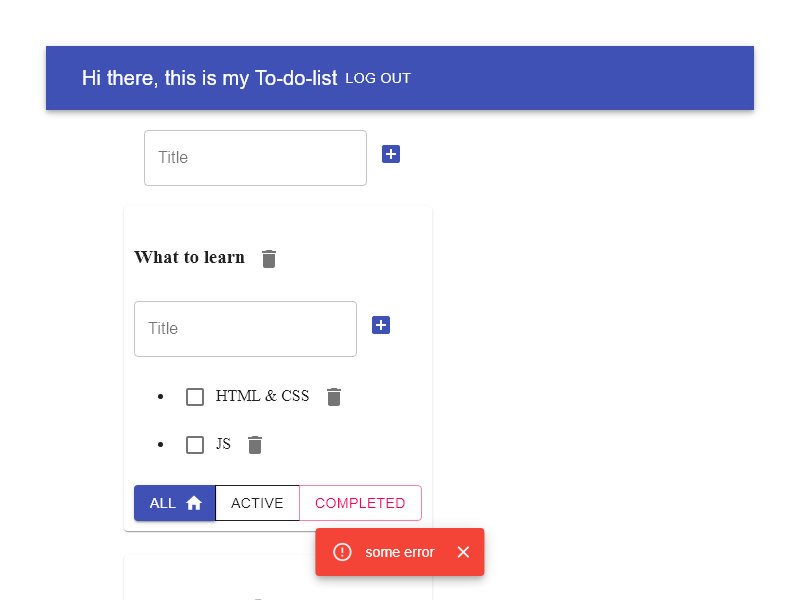 Hi there, this is my To-do-list LOG OUT
Title
What to learn
Title
HTML & CSS
JS
ALL ACTIVE COMPLETED
some error